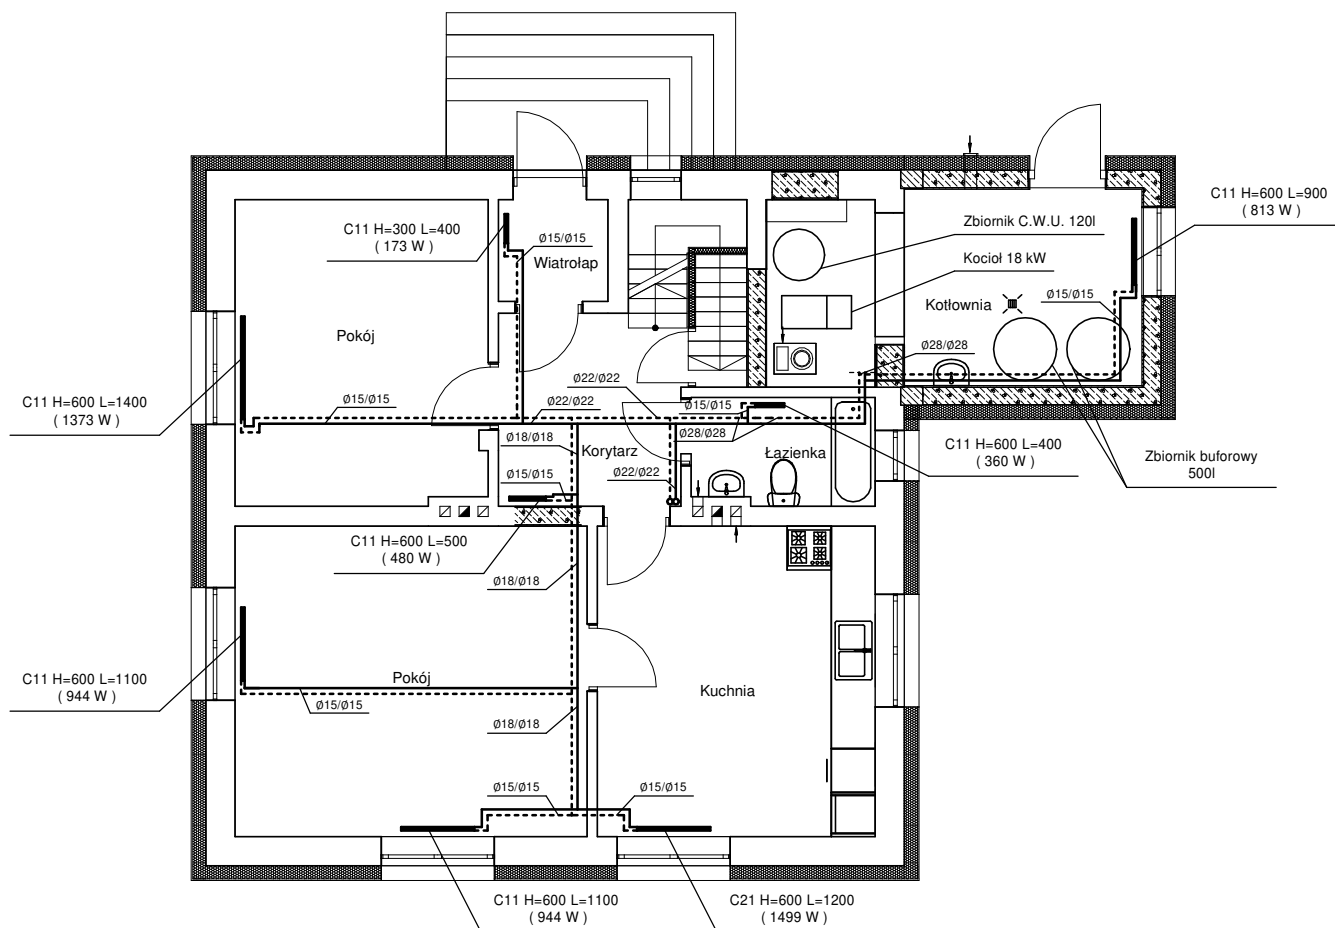 C11 H=600 L=900
( 813 W )
C11 H=300 L=400
( 173 W )
Ø15/Ø15
Wiatrołap
Zbiornik C.W.U. 120l
Kocioł 18 kW
Kotłownia
Ø15/Ø15
Pokój
Ø28/Ø28
Ø22/Ø22
C11 H=600 L=1400
( 1373 W )
Ø15/Ø15
Ø22/Ø22
Ø15/Ø15
Ø18/Ø18
Korytarz
Ø28/Ø28
Łazienka
C11 H=600 L=400
( 360 W )
Zbiornik buforowy
500l
Ø15/Ø15
Ø22/Ø22
C11 H=600 L=500
( 480 W )
Ø18/Ø18
C11 H=600 L=1100
( 944 W )
Pokój
Kuchnia
Ø15/Ø15
Ø18/Ø18
Ø15/Ø15
Ø15/Ø15
C11 H=600 L=1100
( 944 W )
C21 H=600 L=1200
( 1499 W )